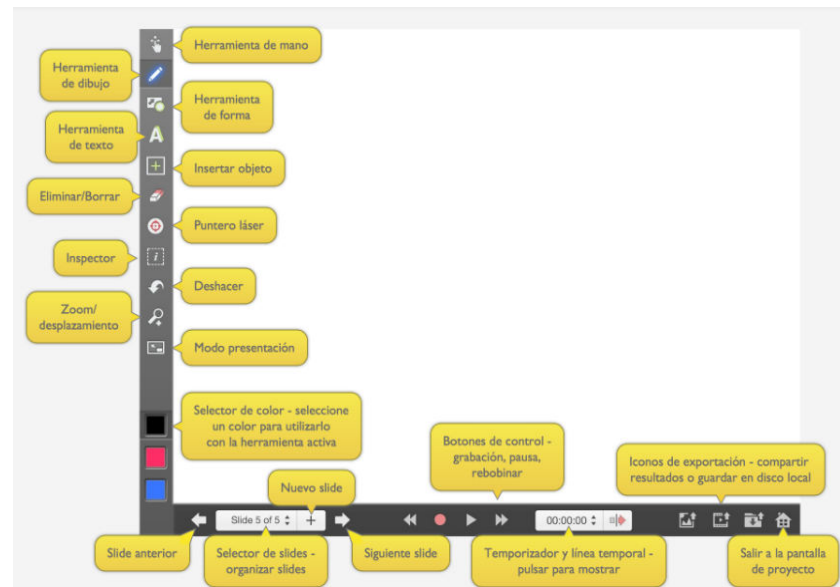 Herramienta de mano
Herramienta
de dibujo
Herramienta
de forma
Herramienta
de texto
Insertar objeto
Eliminar/Borrar
Puntero láser
Inspector
Deshacer
Zoom/
desplazamiento
Modo presentación
Selector de color - seleccione
un color para utilizarlo
con la herramienta activa
Botones de control -
grabación, pausa,
rebobinar
Iconos de exportación - compartir
resultados o guardar en disco local
Nuevo slide
Slide 5 of 5
00:00:00
Slide anterior
Selector de slides -
organizar slides
Siguiente slide
Temporizador y línea temporal -
pulsar para mostrar
Salir a la pantalla
de proyecto